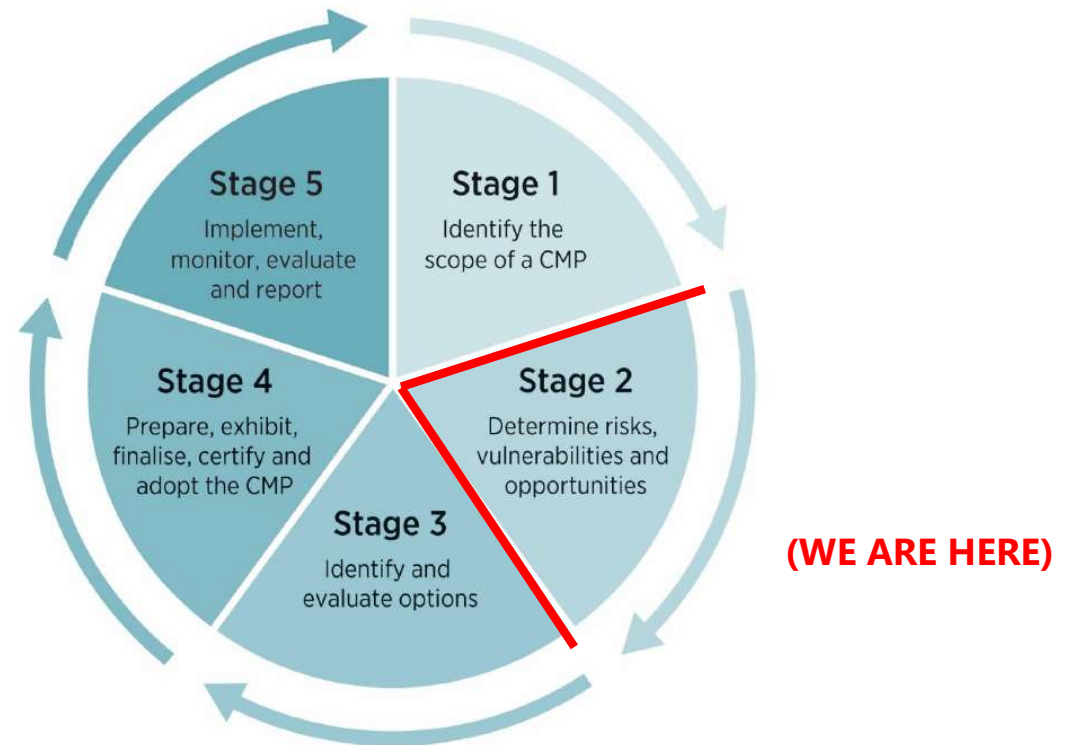 Stage 1
Identify the
scope of a CMP
Stage 2
Determine risks,
vulnerabilities and
opportunities
(WE ARE HERE)
Stage 3
Identify and
evaluate options
Stage 4
Prepare, exhibit,
finalise, certify and
adopt the CMP
Stage 5
Implement,
monitor, evaluate
and report